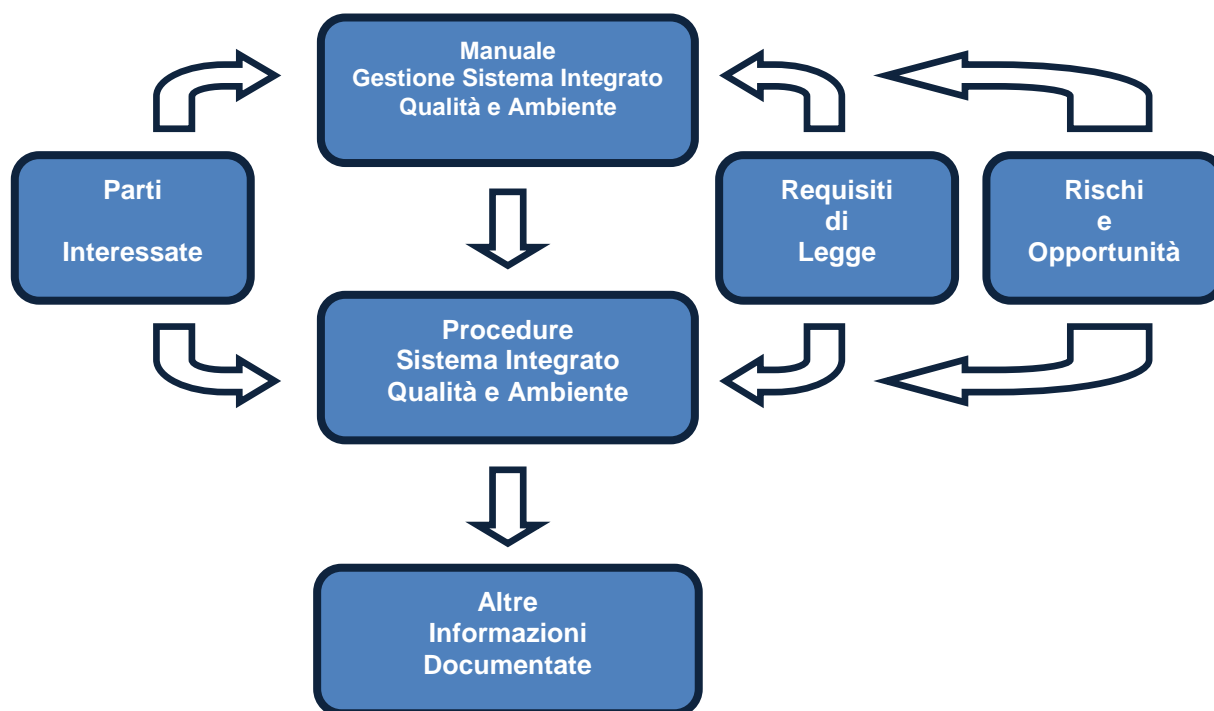 Manuale
Gestione Sistema Integrato
Qualità e Ambiente
Parti
Interessate
Requisiti
di
Legge
Rischi
e
Opportunità
Procedure
Sistema Integrato
Qualità e Ambiente
Altre
Informazioni
Documentate